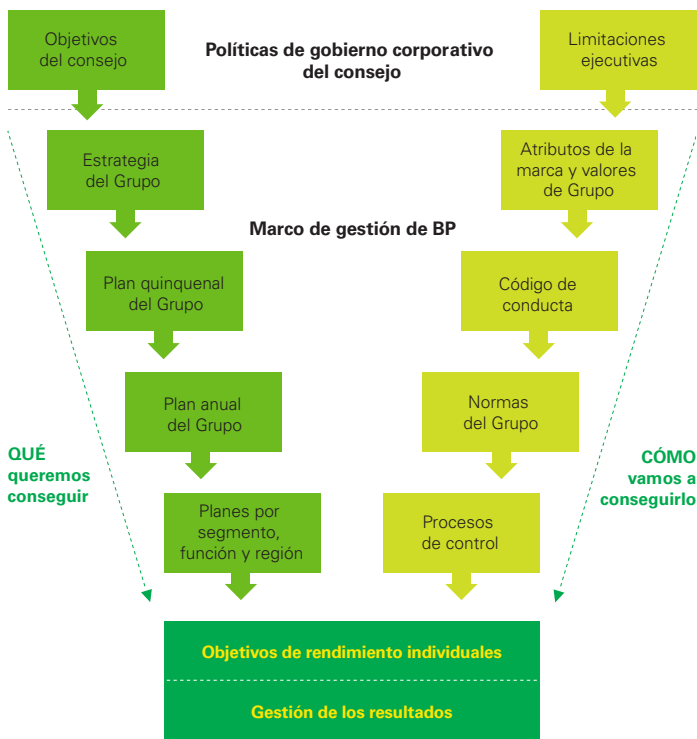 Objetivos
del consejo
Políticas de gobierno corporativo
del consejo
Limitaciones
ejecutivas
Estrategia
del Grupo
Atributos de la
marca y valores
de Grupo
Marco de gestión de BP
Plan quinquenal
del Grupo
Código de
conducta
Plan anual
del Grupo
Normas
del Grupo
QUÉ
queremos
conseguir
CÓMO
vamos a
conseguirlo
Planes por
segmento,
función y región
Procesos
de control
Objetivos de rendimiento individuales
Gestión de los resultados